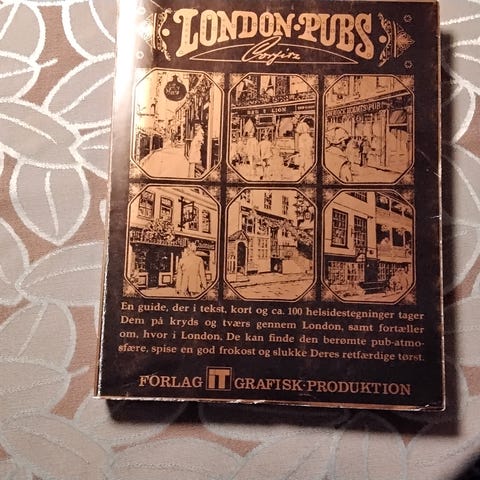 LONDON·PUBS
En guide, der i tekst, kort og ca. 100 helsidestegninger tager
Dem på kryds og tværs gennem London, samt fortæller
om, hvor i London. De kan finde den berømte pub-atmo-
sfære, spise en god frokost og slukke Deres retfærdige tørst.
FORLAG IT GRAFISK·PRODUKTION